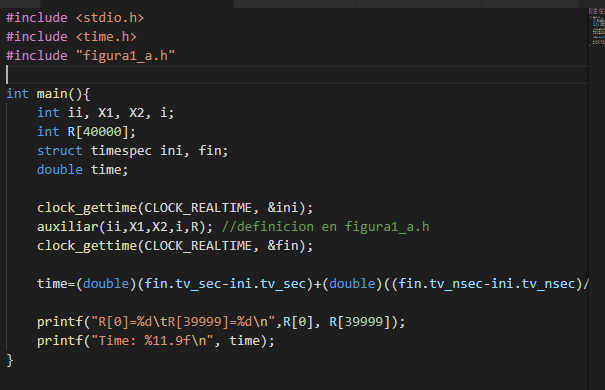 #include <stdio.h>
#include <time.h>
#include "figura1_a.h"
int main(){
int ii, X1, X2, i;
int R[40000];
struct timespec ini, fin;
double time;
clock_gettime(CLOCK_REALTIME, &ini);
auxiliar(ii,X1,X2,i,R); //definicion en figura1_a.h
clock_gettime(CLOCK_REALTIME, &fin);
time=(double)(fin.tv_sec-ini.tv_sec)+(double)((fin.tv_nsec-ini.tv_nsec)/
printf("R[0]=%d\tR[39999]=%d\n",R[0], R[39999]);
printf("Time: %11.9f\n", time);
}